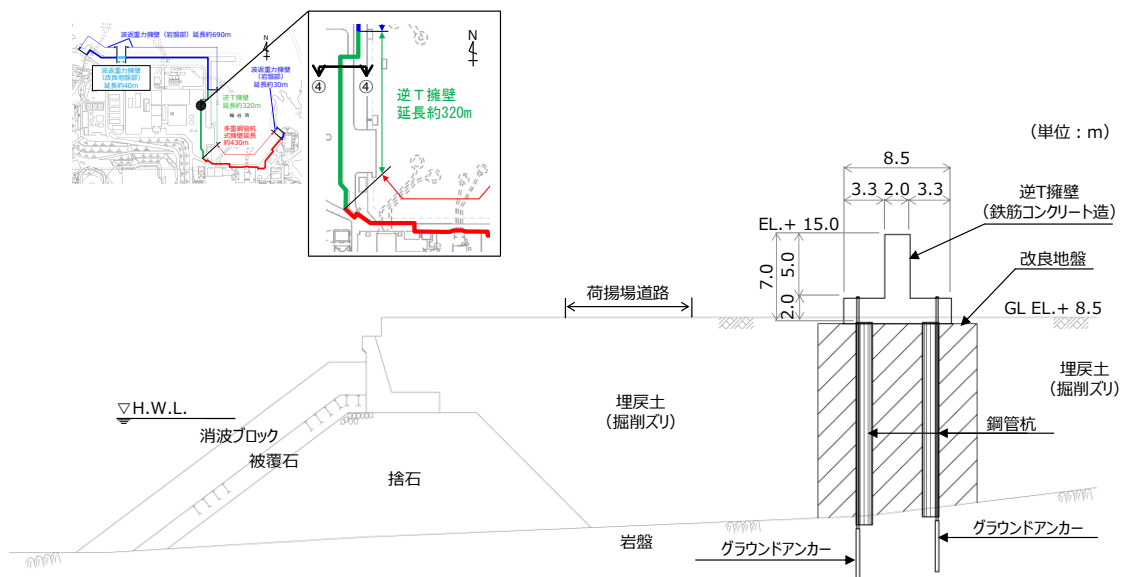 波返重力擁壁（岩盤部）延長約690m
N
波返重力擁壁
（改良地盤部）
延長約40m
波返重力擁壁
（岩盤部）
延長約30m
逆T擁壁
延長約320m
輪谷湾
多重鋼管杭
式擁壁延長
約430m
N
④
④
逆T擁壁
延長約320m
（単位：m）
8.5
3.3
2.0
3.3
逆T擁壁
（鉄筋コンクリート造）
EL.+ 15.0
7.0
5.0
2.0
改良地盤
荷揚場道路
GL EL.+ 8.5
▽H.W.L.
消波ブロック
被覆石
捨石
埋戻土
（掘削ズリ）
埋戻土
（掘削ズリ）
鋼管杭
岩盤
グラウンドアンカー
グラウンドアンカー